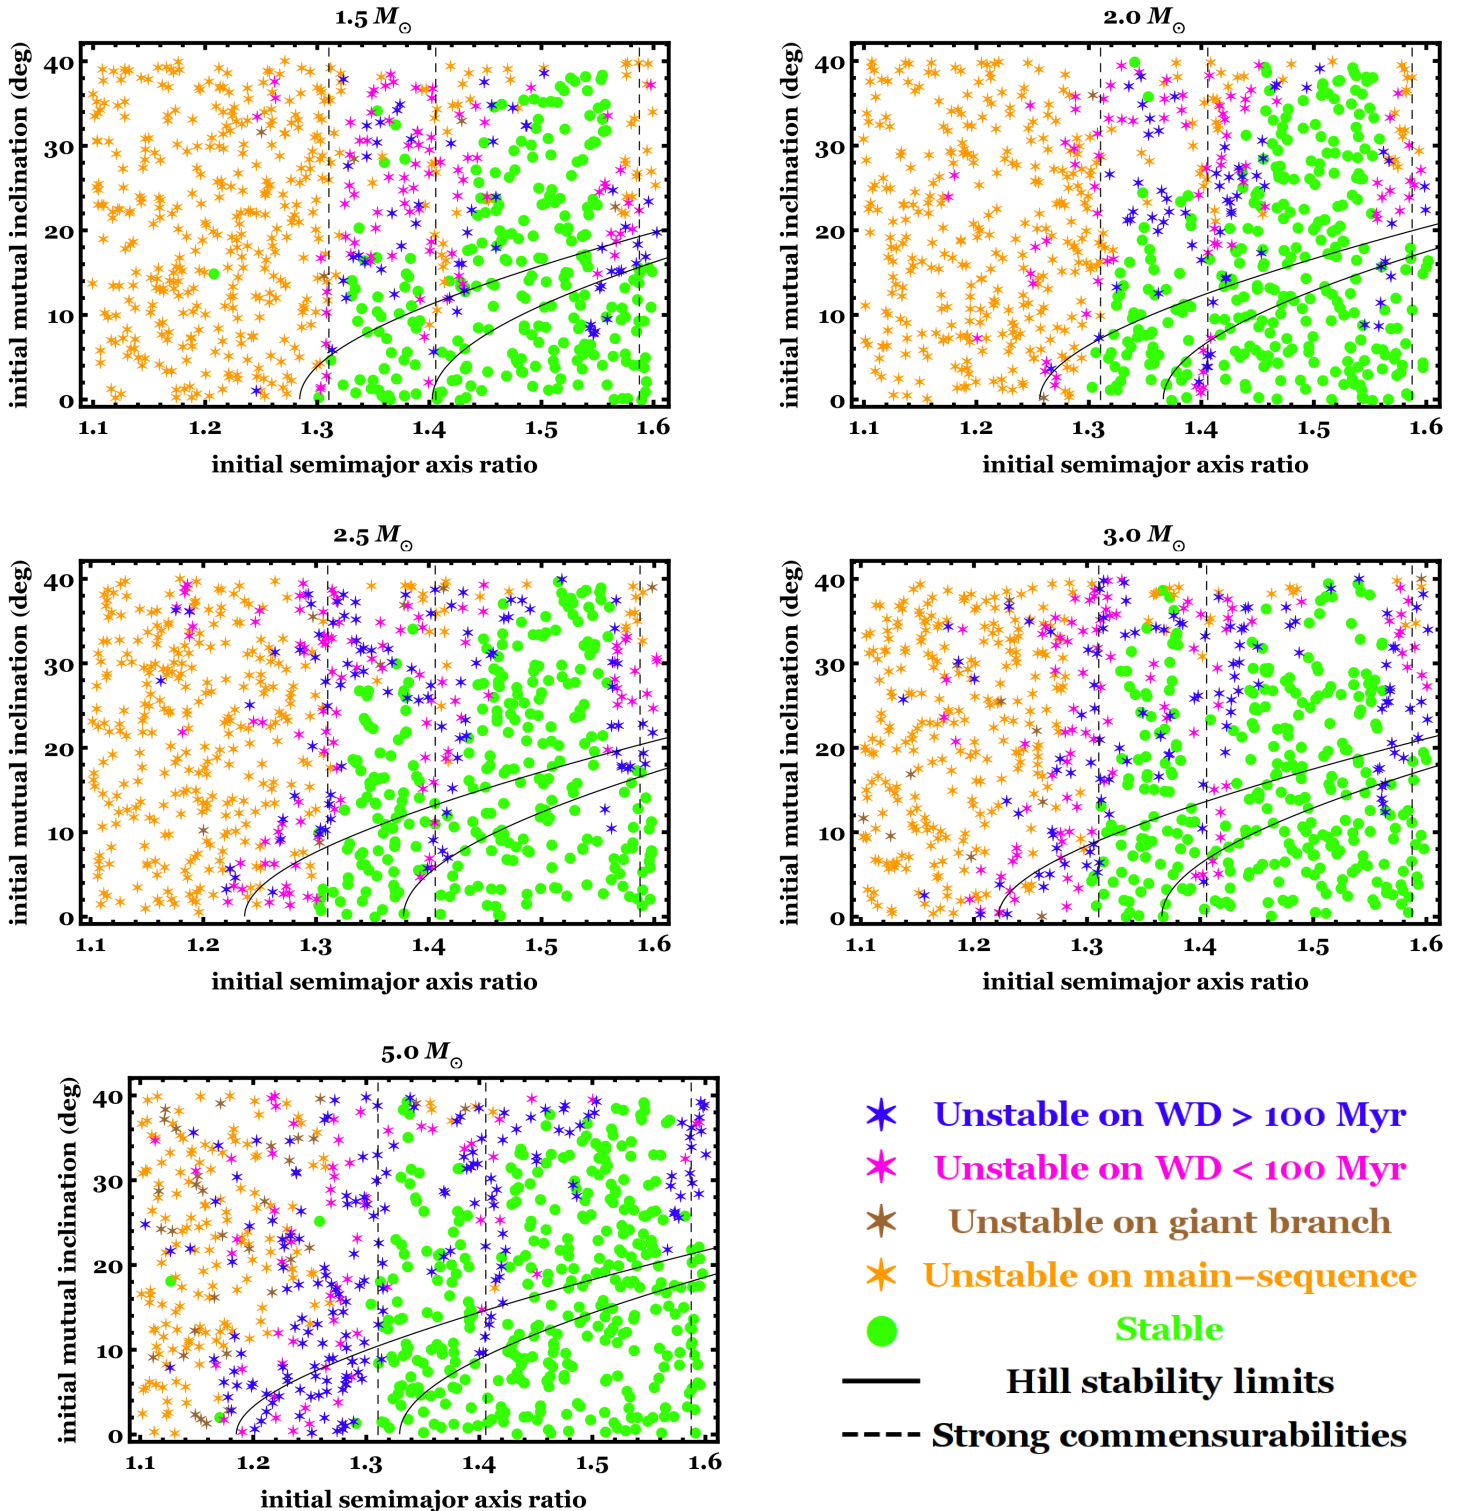 1.5 M☉
initial mutual inclination (deg)
40
30
20
10
0
1.1 1.2 1.3 1.4 1.5 1.6
initial semimajor axis ratio
2.0 M☉
initial mutual inclination (deg)
40
30
20
10
0
1.1 1.2 1.3 1.4 1.5 1.6
initial semimajor axis ratio
2.5 M☉
initial mutual inclination (deg)
40
30
20
10
0
1.1 1.2 1.3 1.4 1.5 1.6
initial semimajor axis ratio
3.0 M☉
initial mutual inclination (deg)
40
30
20
10
0
1.1 1.2 1.3 1.4 1.5 1.6
initial semimajor axis ratio
5.0 M☉
initial mutual inclination (deg)
40
30
20
10
0
1.1 1.2 1.3 1.4 1.5 1.6
initial semimajor axis ratio
Unstable on WD > 100 Myr
Unstable on WD < 100 Myr
Unstable on giant branch
Unstable on main−sequence
Stable
Hill stability limits
Strong commensurabilities